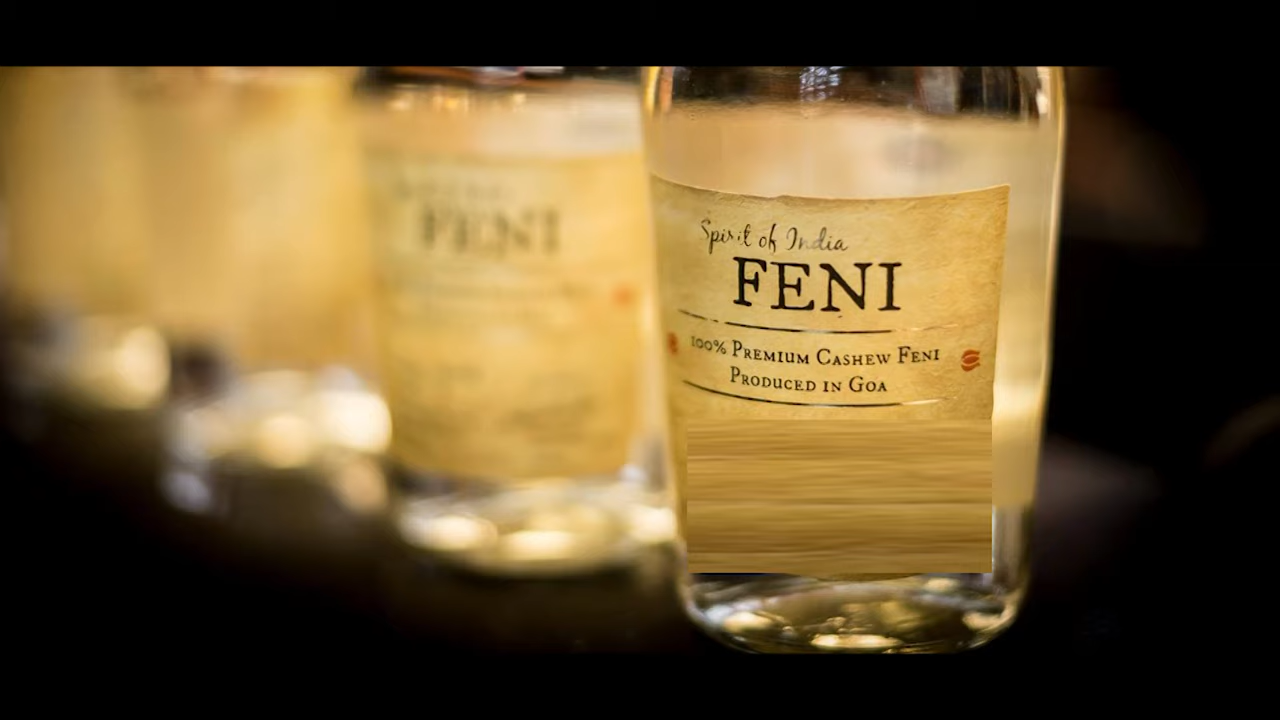 Spirit of India
FENI
100% PREMIUM CASHEW FENI
PRODUCED IN GOA
FENI